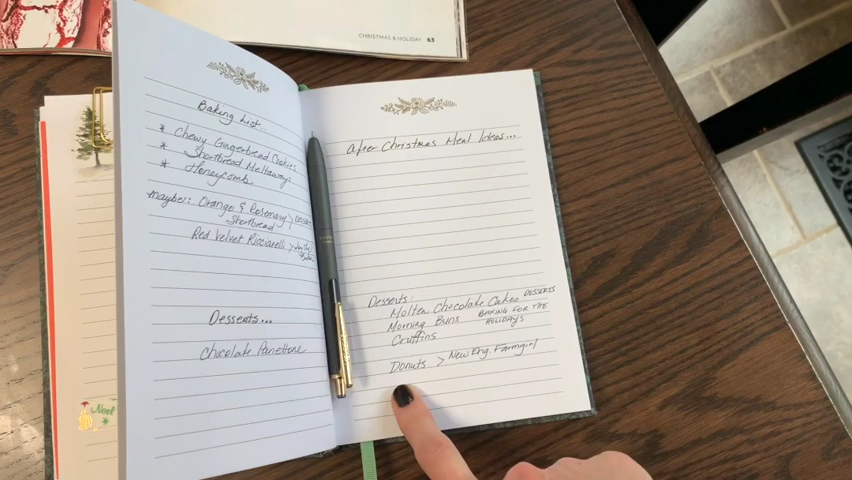 CHRISTMAS & HOLIDAY 63
Baking List...
* Chewy Gingerbread Cookies
* Shortbread Meltaways
* Honeycomb
maybe: Orange & Rosemary >
Shortbread
Red Velvet Ricciarelli >
Desserts...
Chocolate Panettone
Noel
After Christmas Meal Ideas...
Desserts:
Molten Chocolate Cakes DESSERTS
Morning Buns BAKING FOR THE
Cruffins HOLIDAYS
Donuts > New Eng. Farmgirl